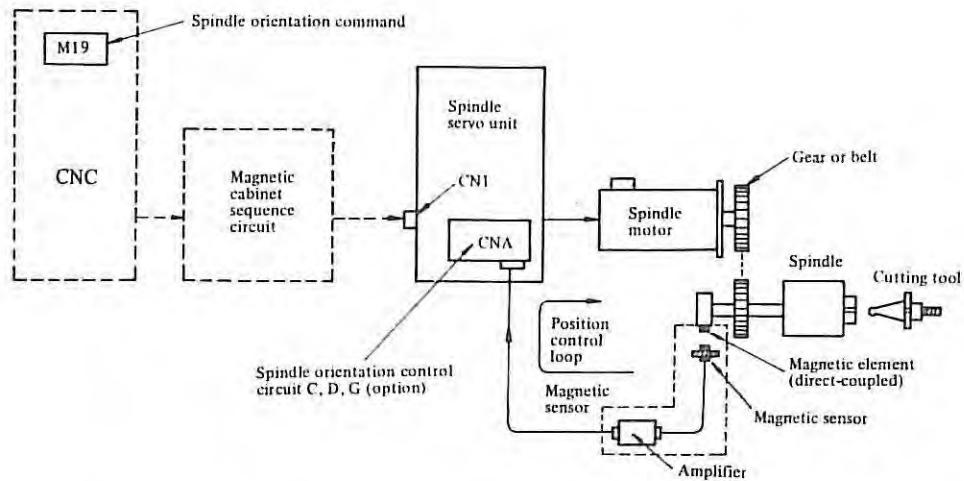 Spindle orientation command
M19
CNC
Magnetic
cabinet
sequence
circuit
Spindle
servo unit
CN1
CNA
Spindle
motor
Gear or belt
Spindle
Cutting tool
Position
control
loop
Magnetic element
(direct-coupled)
Spindle orientation control
circuit C, D, G (option)
Magnetic
sensor
Magnetic sensor
Amplifier